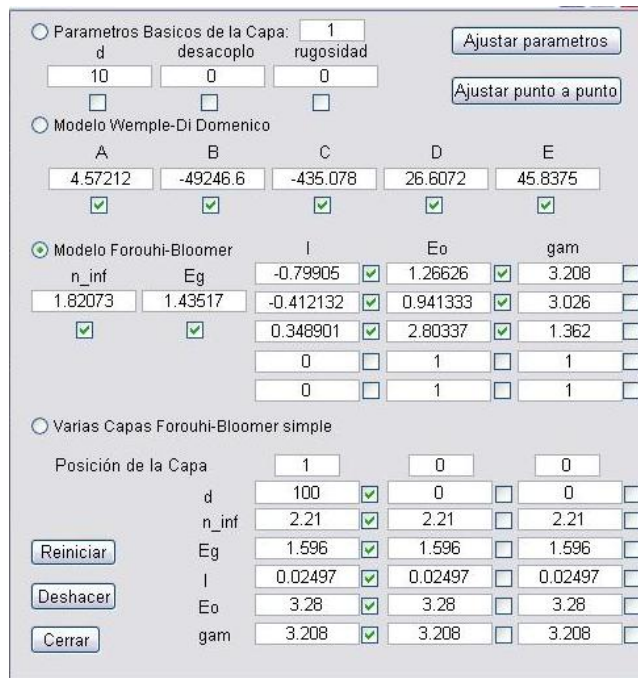 Parametros Basicos de la Capa: 1
d desacoplo rugosidad
10 0 0
Ajustar parametros
Ajustar punto a punto
Modelo Wemple-Di Domenico
A B C D E
4.57212 -49246.6 -435.078 26.6072 45.8375
Modelo Forouhi-Bloomer I Eo gam
n_inf Eg -0.79905 1.26626 3.208
1.82073 1.43517 -0.412132 0.941333 3.026
0.348901 2.80337 1.362
0 1 1
0 1 1
Varias Capas Forouhi-Bloomer simple
Posición de la Capa 1 0 0
d 100 0 0
n_inf 2.21 2.21 2.21
Reiniciar Eg 1.596 1.596 1.596
I 0.02497 0.02497 0.02497
Deshacer Eo 3.28 3.28 3.28
Cerrar gam 3.208 3.208 3.208